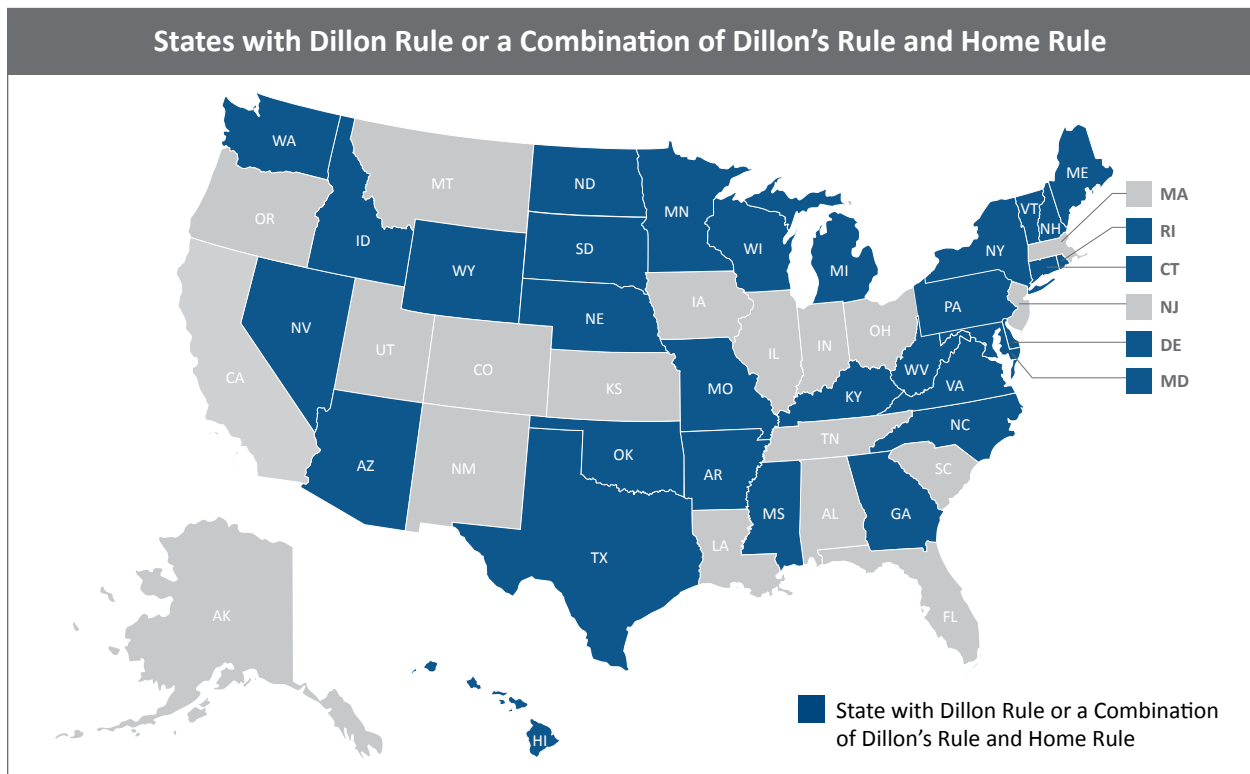 States with Dillon Rule or a Combination of Dillon's Rule and Home Rule
WA
MT
ND
MN
ME
OR
ID
WY
SD
WI
MI
NY
VT
NH
MA
RI
CT
NJ
DE
MD
NV
UT
CO
NE
IA
IL
IN
OH
PA
CA
KS
MO
KY
WV
VA
AZ
NM
OK
AR
TN
NC
SC
TX
LA
MS
AL
GA
FL
AK
HI
State with Dillon Rule or a Combination
of Dillon's Rule and Home Rule